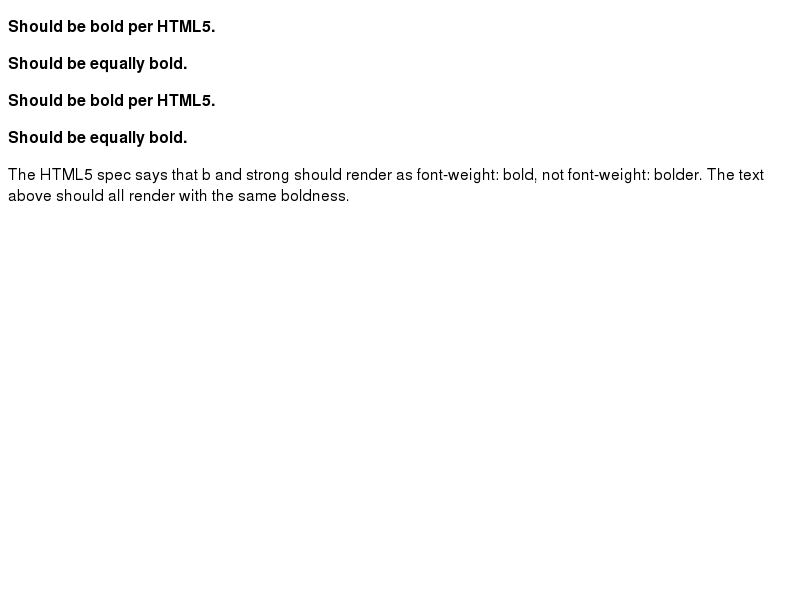 Should be bold per HTML5.
Should be equally bold.
Should be bold per HTML5.
Should be equally bold.
The HTML5 spec says that b and strong should render as font-weight: bold, not font-weight: bolder. The text
above should all render with the same boldness.